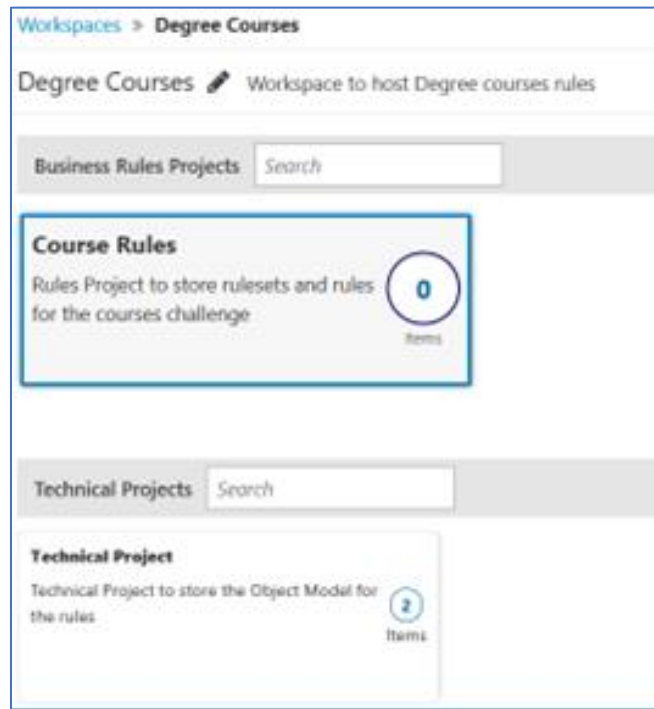 Workspaces » Degree Courses
Degree Courses Workspace to host Degree courses rules
Business Rules Projects Search
Course Rules
Rules Project to store rulesets and rules
for the courses challenge
0
Items
Technical Projects Search
Technical Project
Technical Project to store the Object Model for
the rules
2
Items